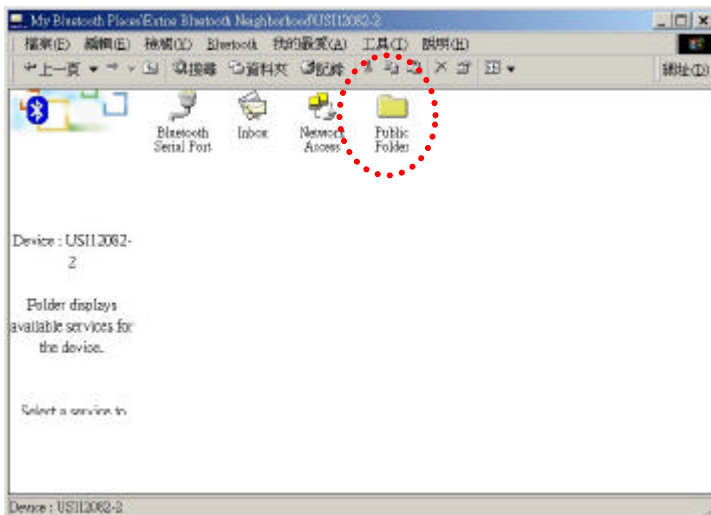 My Bluetooth Places\Entire Bluetooth Neighborhood\USI12082-2
檔案(F) 編輯(E) 檢視(V) Bluetooth 我的最愛(A) 工具(T) 說明(H)
上一頁 搜尋 資料夾 記錄 網址(D)
Bluetooth Serial Port
Inbox
Network Access
Public Folder
Device : USI12082-
2
Folder displays
available services for
the device.
Select a service to
Device : USI12082-2